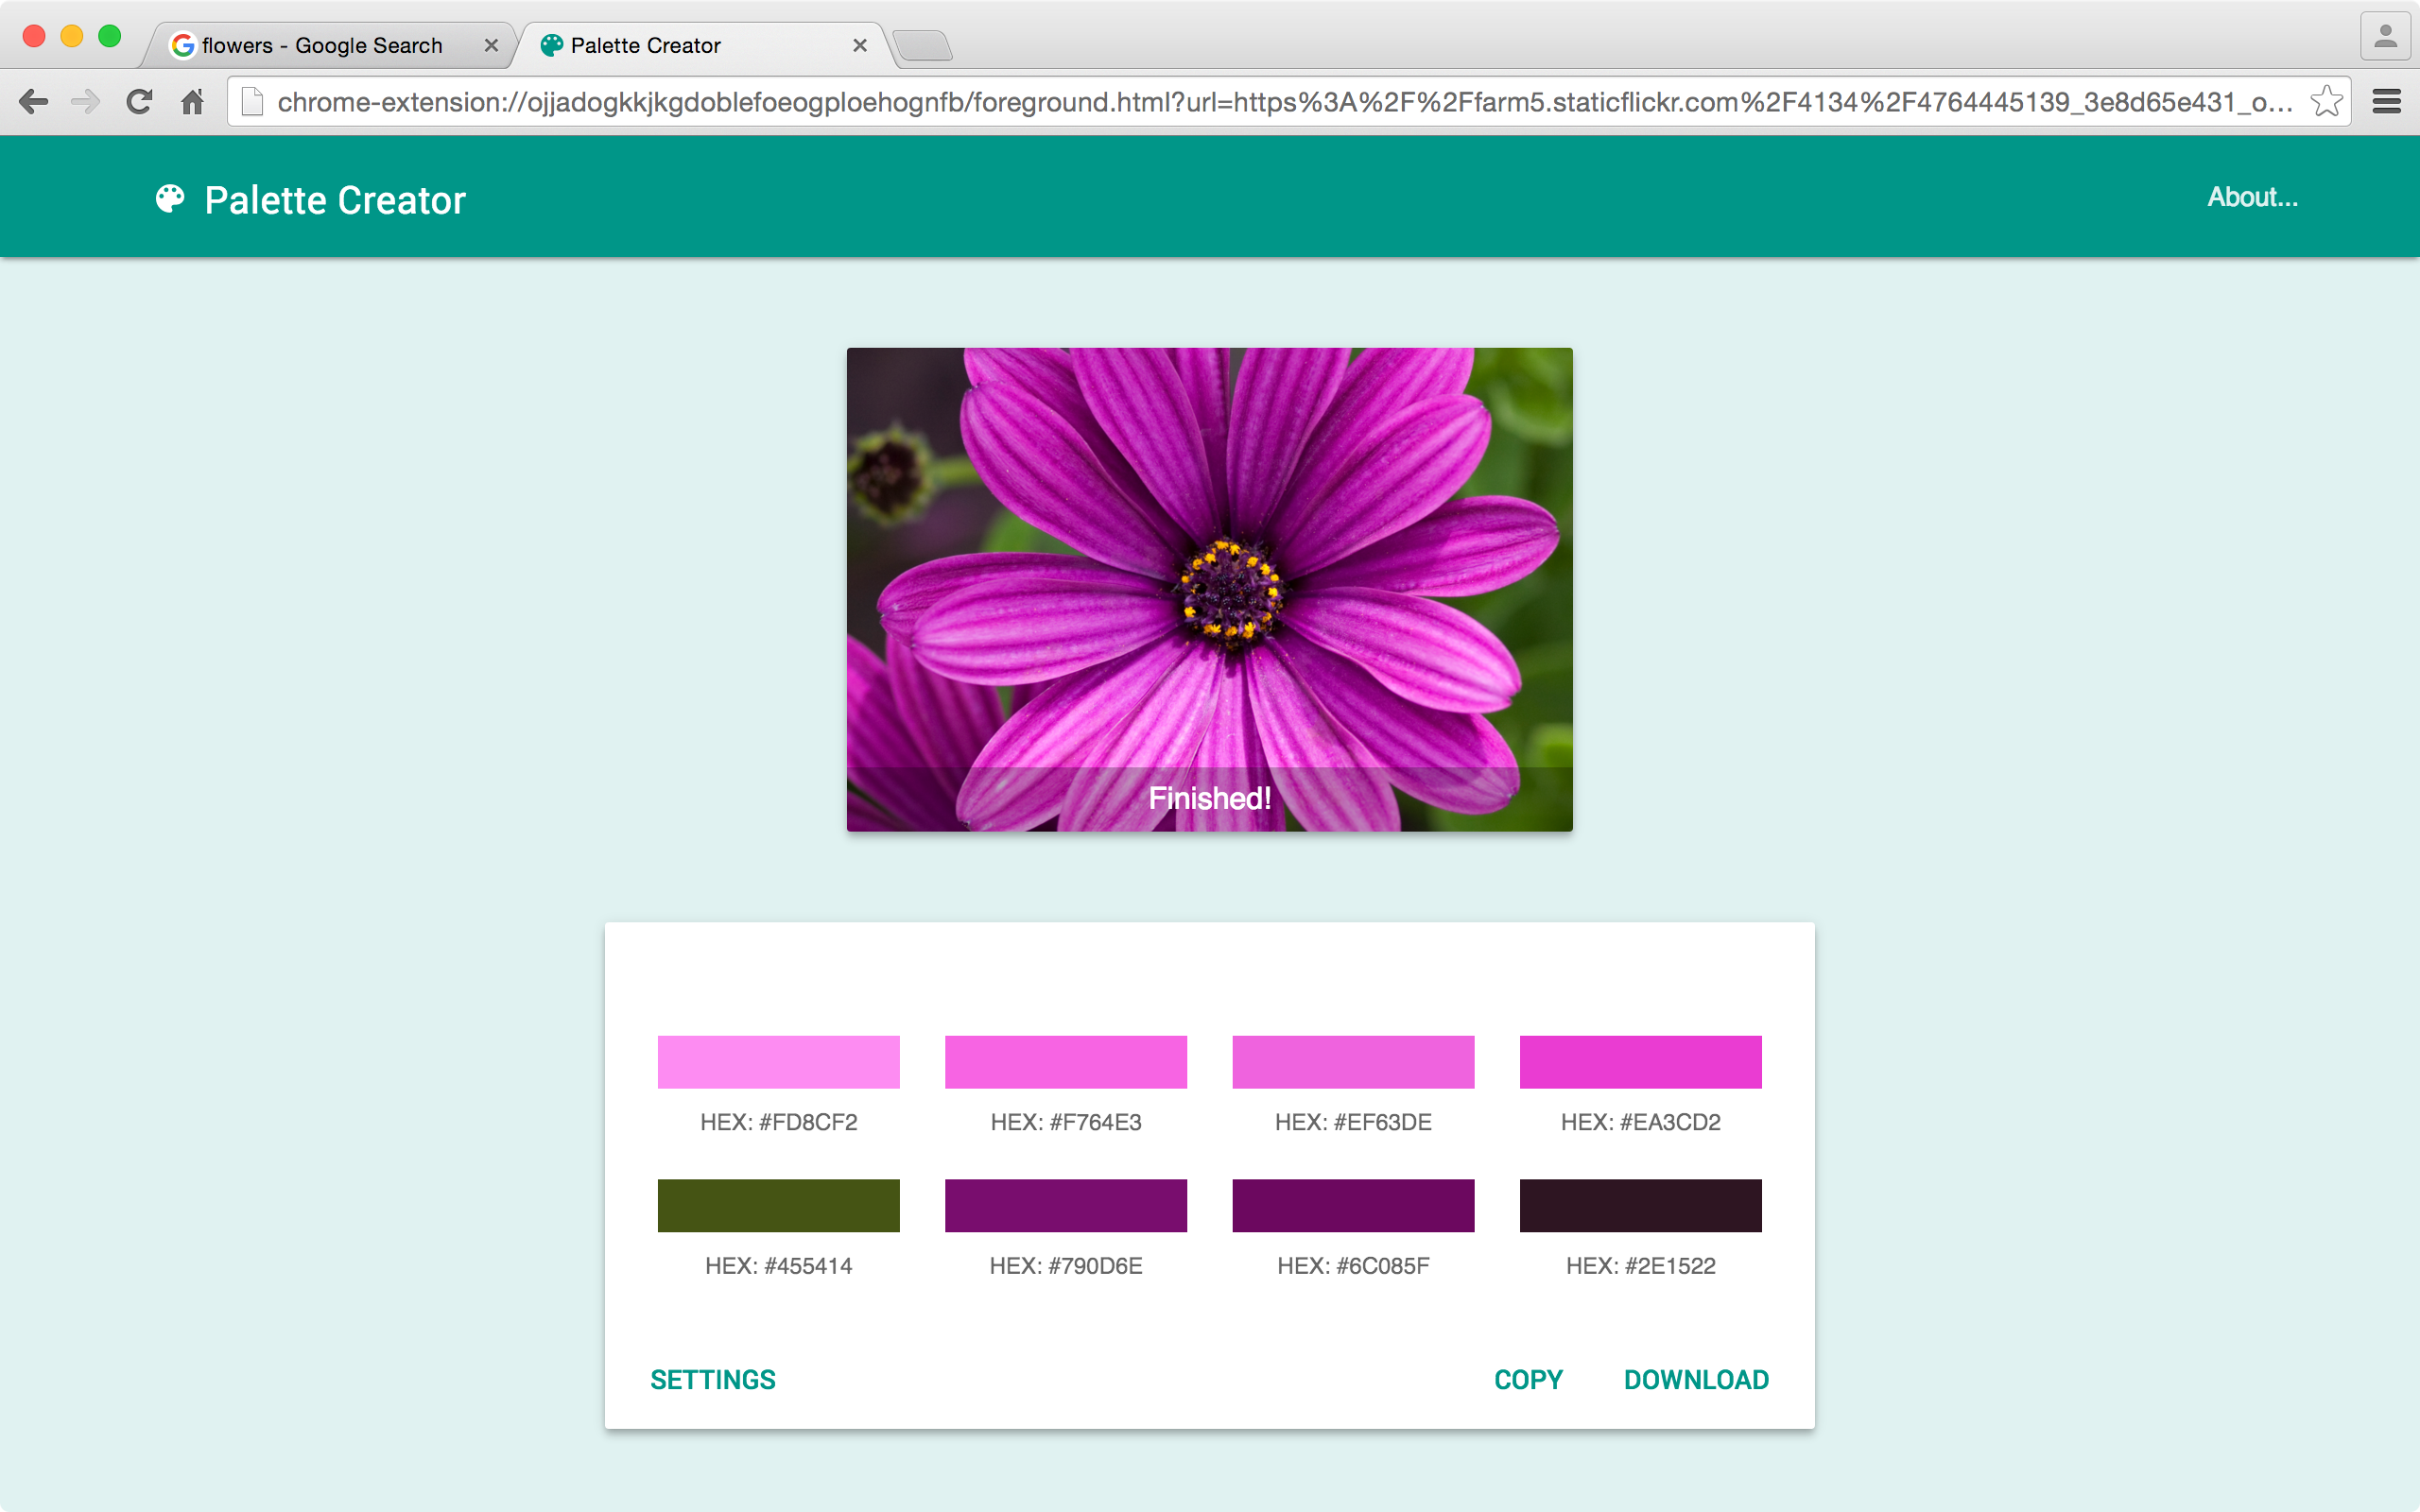 flowers - Google Search
Palette Creator
chrome-extension://ojjadogkkjkgdoblefoeogploehognfb/foreground.html?url=https%3A%2F%2Ffarm5.staticflickr.com%2F4134%2F4764445139_3e8d65e431_o...
Palette Creator
About...
Finished!
HEX: #FD8CF2
HEX: #F764E3
HEX: #EF63DE
HEX: #EA3CD2
HEX: #455414
HEX: #790D6E
HEX: #6C085F
HEX: #2E1522
SETTINGS
COPY
DOWNLOAD